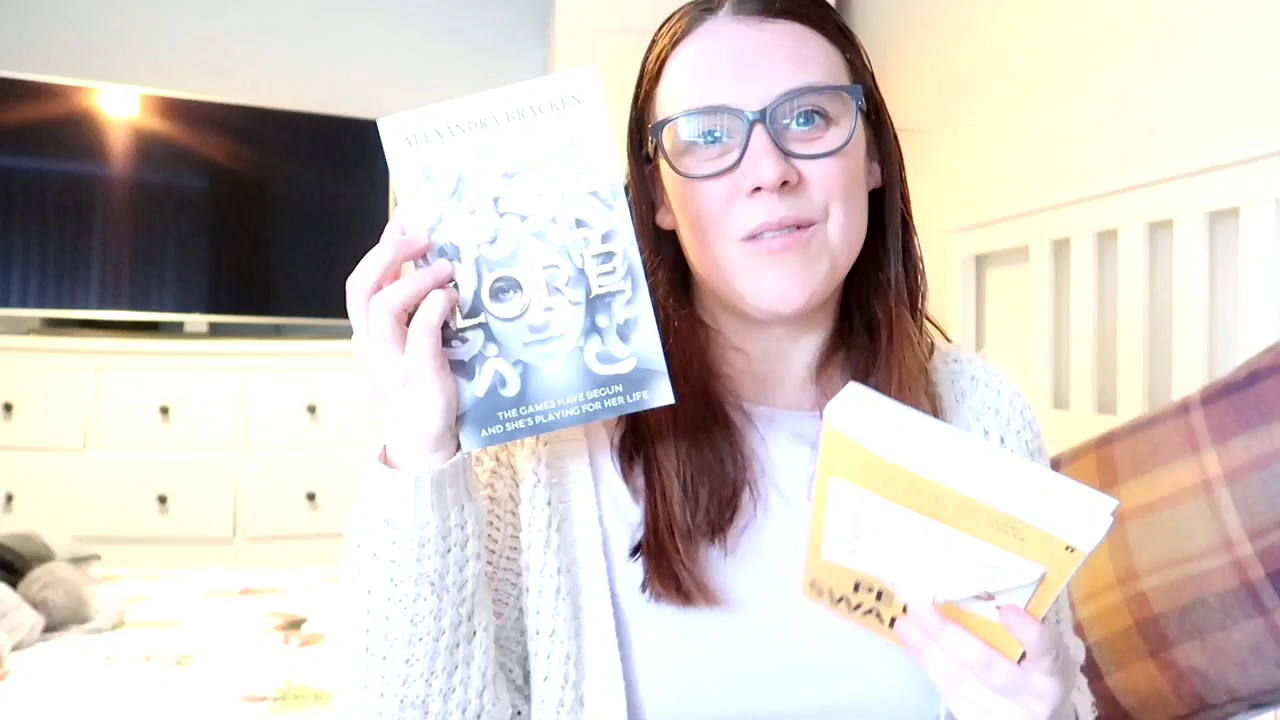 ALEXANDRA BRACKEN
LORE
THE GAMES HAVE BEGUN
AND SHE'S PLAYING FOR HER LIFE